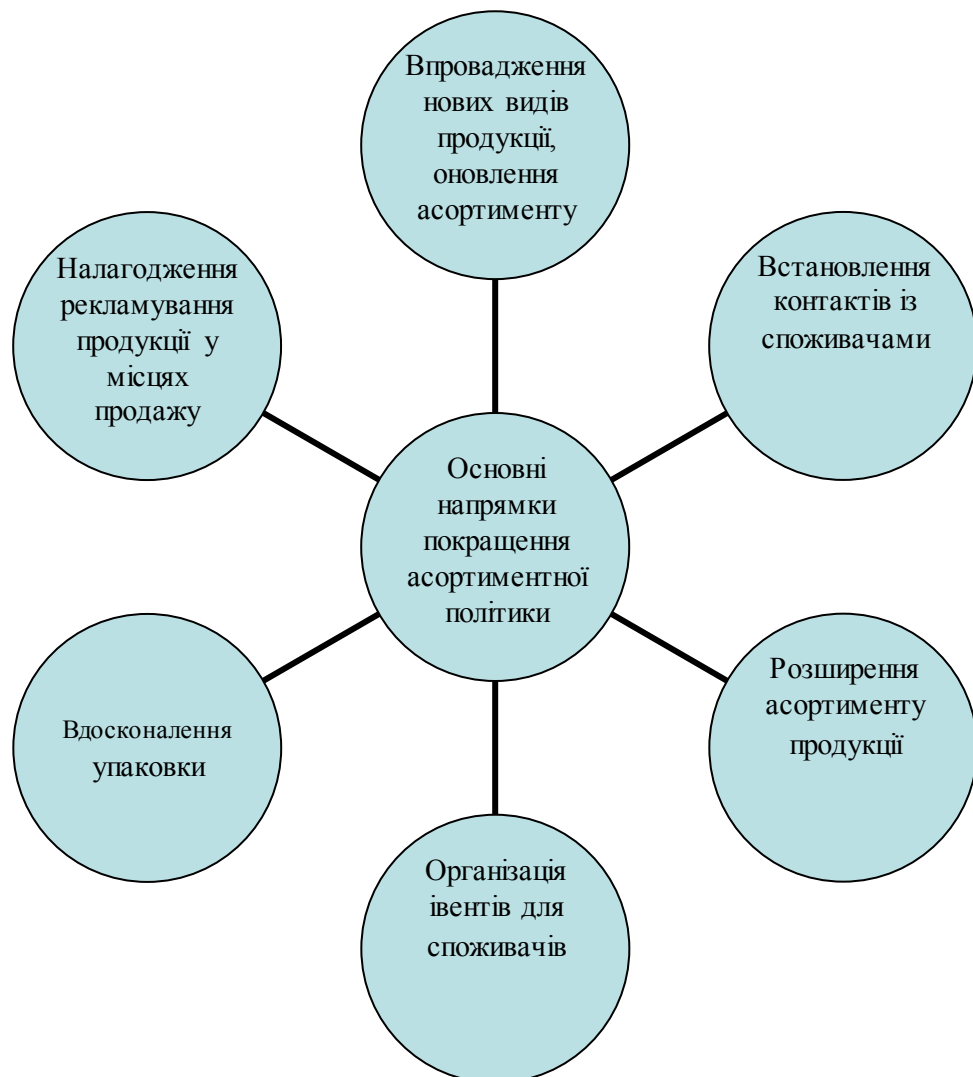 Впровадження
нових видів
продукції,
оновлення
асортименту
Налагодження
рекламування
продукції у
місцях
продажу
Встановлення
контактів із
споживачами
Основні
напрямки
покращення
асортиментної
політики
Вдосконалення
упаковки
Розширення
асортименту
продукції
Організація
івентів для
споживачів